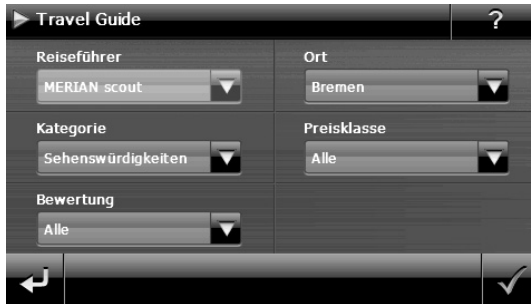 Travel Guide
?
Reiseführer
MERIAN scout
Ort
Bremen
Kategorie
Sehenswürdigkeiten
Preisklasse
Alle
Bewertung
Alle